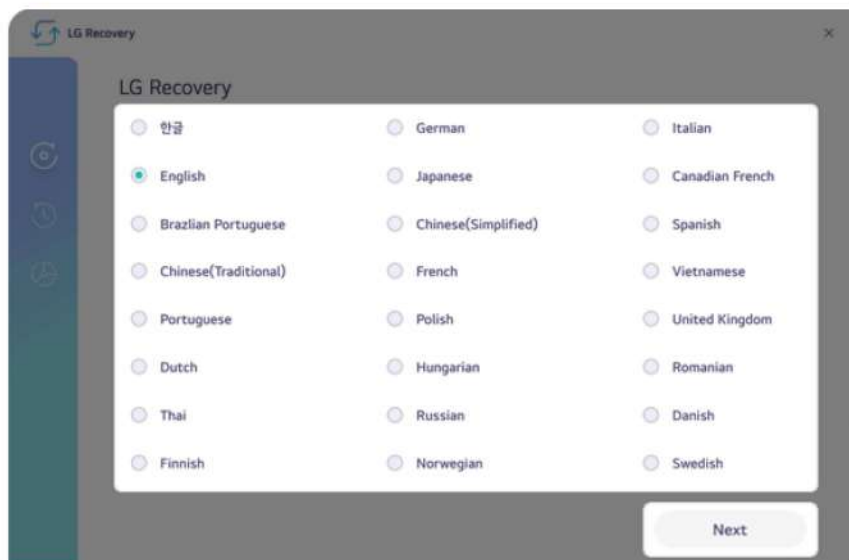 LG Recovery
LG Recovery
한글 German Italian
English Japanese Canadian French
Brazlian Portuguese Chinese(Simplified) Spanish
Chinese(Traditional) French Vietnamese
Portuguese Polish United Kingdom
Dutch Hungarian Romanian
Thai Russian Danish
Finnish Norwegian Swedish
Next